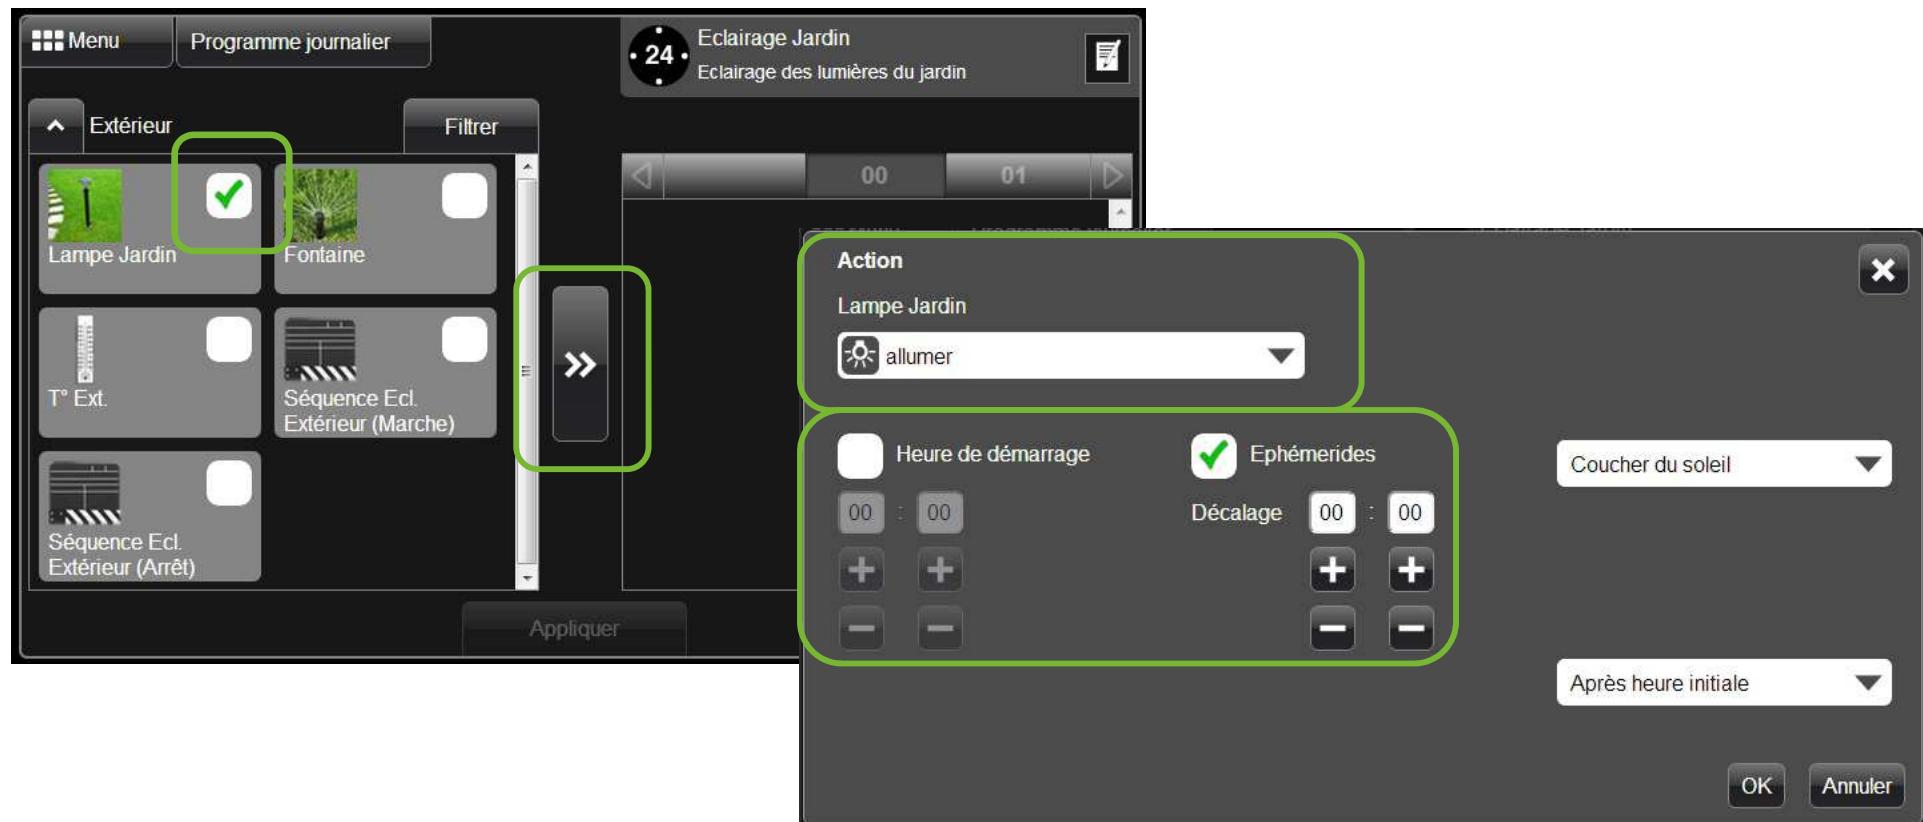 Menu
Programme journalier
24
Eclairage Jardin
Eclairage des lumières du jardin
Extérieur
Filtrer
Lampe Jardin
Fontaine
T° Ext.
Séquence Ecl.
Extérieur (Marche)
Séquence Ecl.
Extérieur (Arrêt)
00
01
Appliquer
Action
Lampe Jardin
allumer
Heure de démarrage
Ephémerides
Coucher du soleil
00 : 00
Décalage 00 : 00
Après heure initiale
OK
Annuler